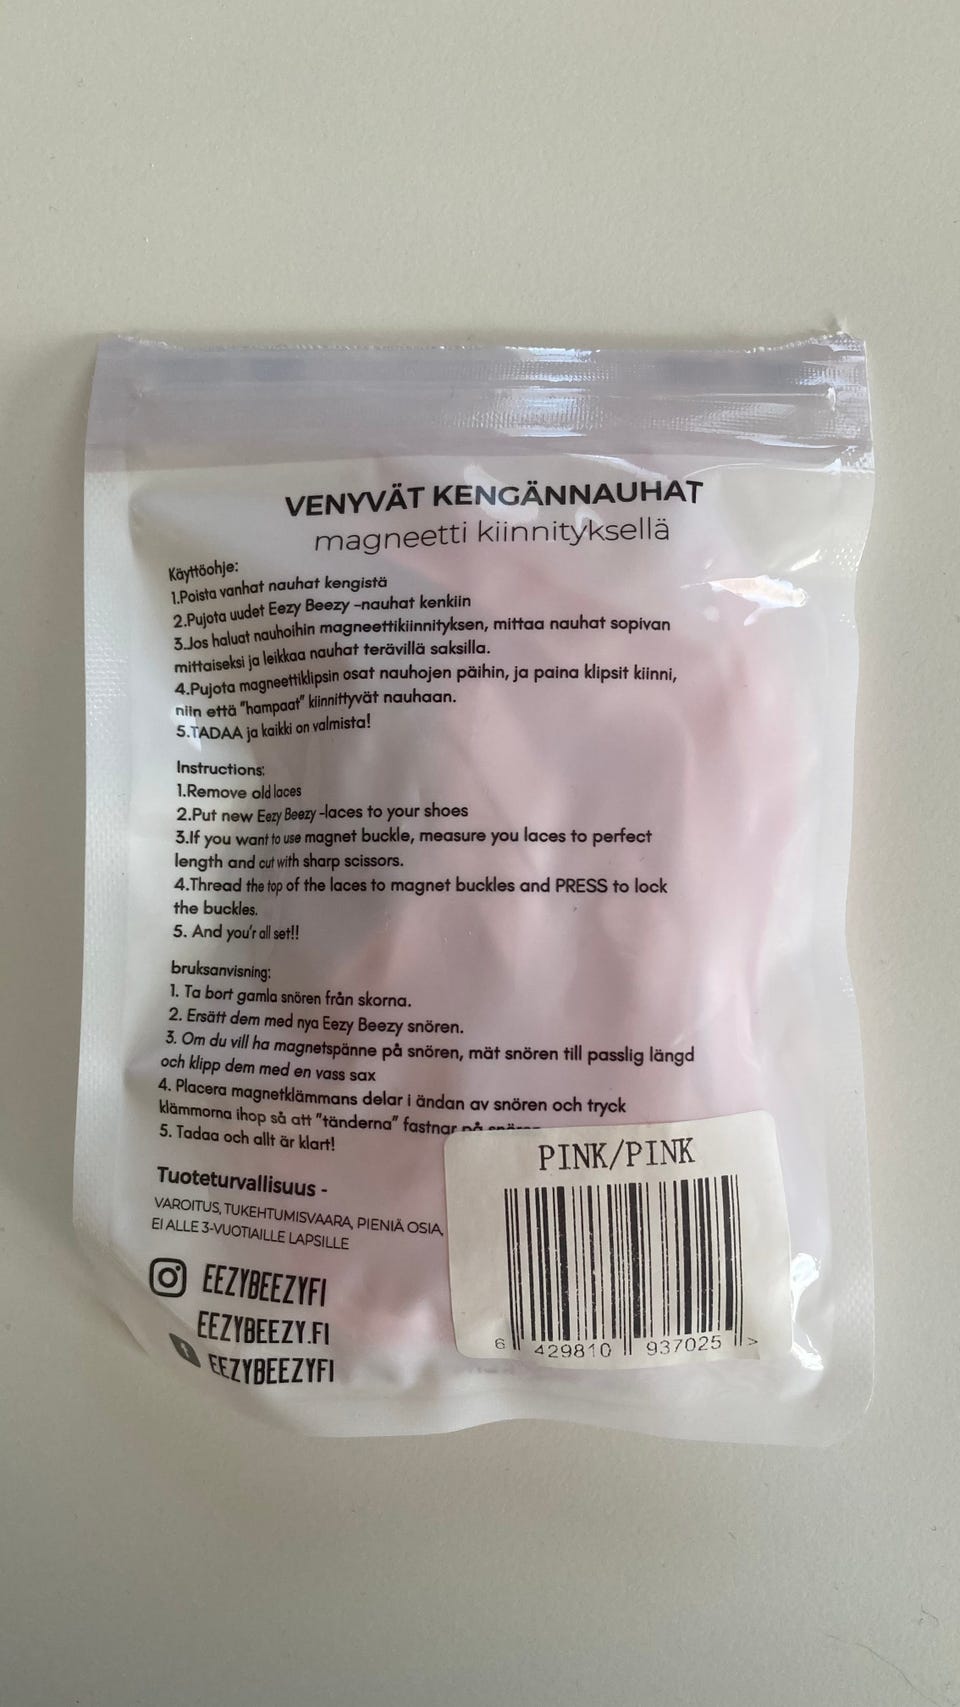 VENYVÄT KENGÄNNAUHAT
magneetti kiinnityksellä
Käyttöohje:
1.Poista vanhat nauhat kengistä
2.Pujota uudet Eezy Beezy -nauhat kenkiin
3.Jos haluat nauhoihin magneettikiinnityksen, mittaa nauhat sopivan
mittaiseksi ja leikkaa nauhat terävillä saksilla.
4.Pujota magneettiklipsin osat nauhojen päihin, ja paina klipsit kiinni,
niin että "hampaat" kiinnittyvät nauhaan.
5.TADAA ja kaikki on valmista!
Instructions:
1.Remove old laces
2.Put new Eezy Beezy -laces to your shoes
3.If you want to use magnet buckle, measure you laces to perfect
length and cut with sharp scissors.
4.Thread the top of the laces to magnet buckles and PRESS to lock
the buckles.
5. And you'r all set!!
bruksanvisning:
1. Ta bort gamla snören från skorna.
2. Ersätt dem med nya Eezy Beezy snören.
3. Om du vill ha magnetspänne på snören, mät snören till passlig längd
och klipp dem med en vass sax
4. Placera magnetklämmans delar i ändan av snören och tryck
klämmorna ihop så att "tänderna" fastnar på
5. Tadaa och allt är klart!
Tuoteturvallisuus -
VAROITUS, TUKEHTUMISVAARA, PIENIÄ OSIA,
EI ALLE 3-VUOTIAILLE LAPSILLE
EEZYBEEZYFI
EEZYBEEZY.FI
EEZYBEEZYFI
PINK/PINK
6 429810 937025 >